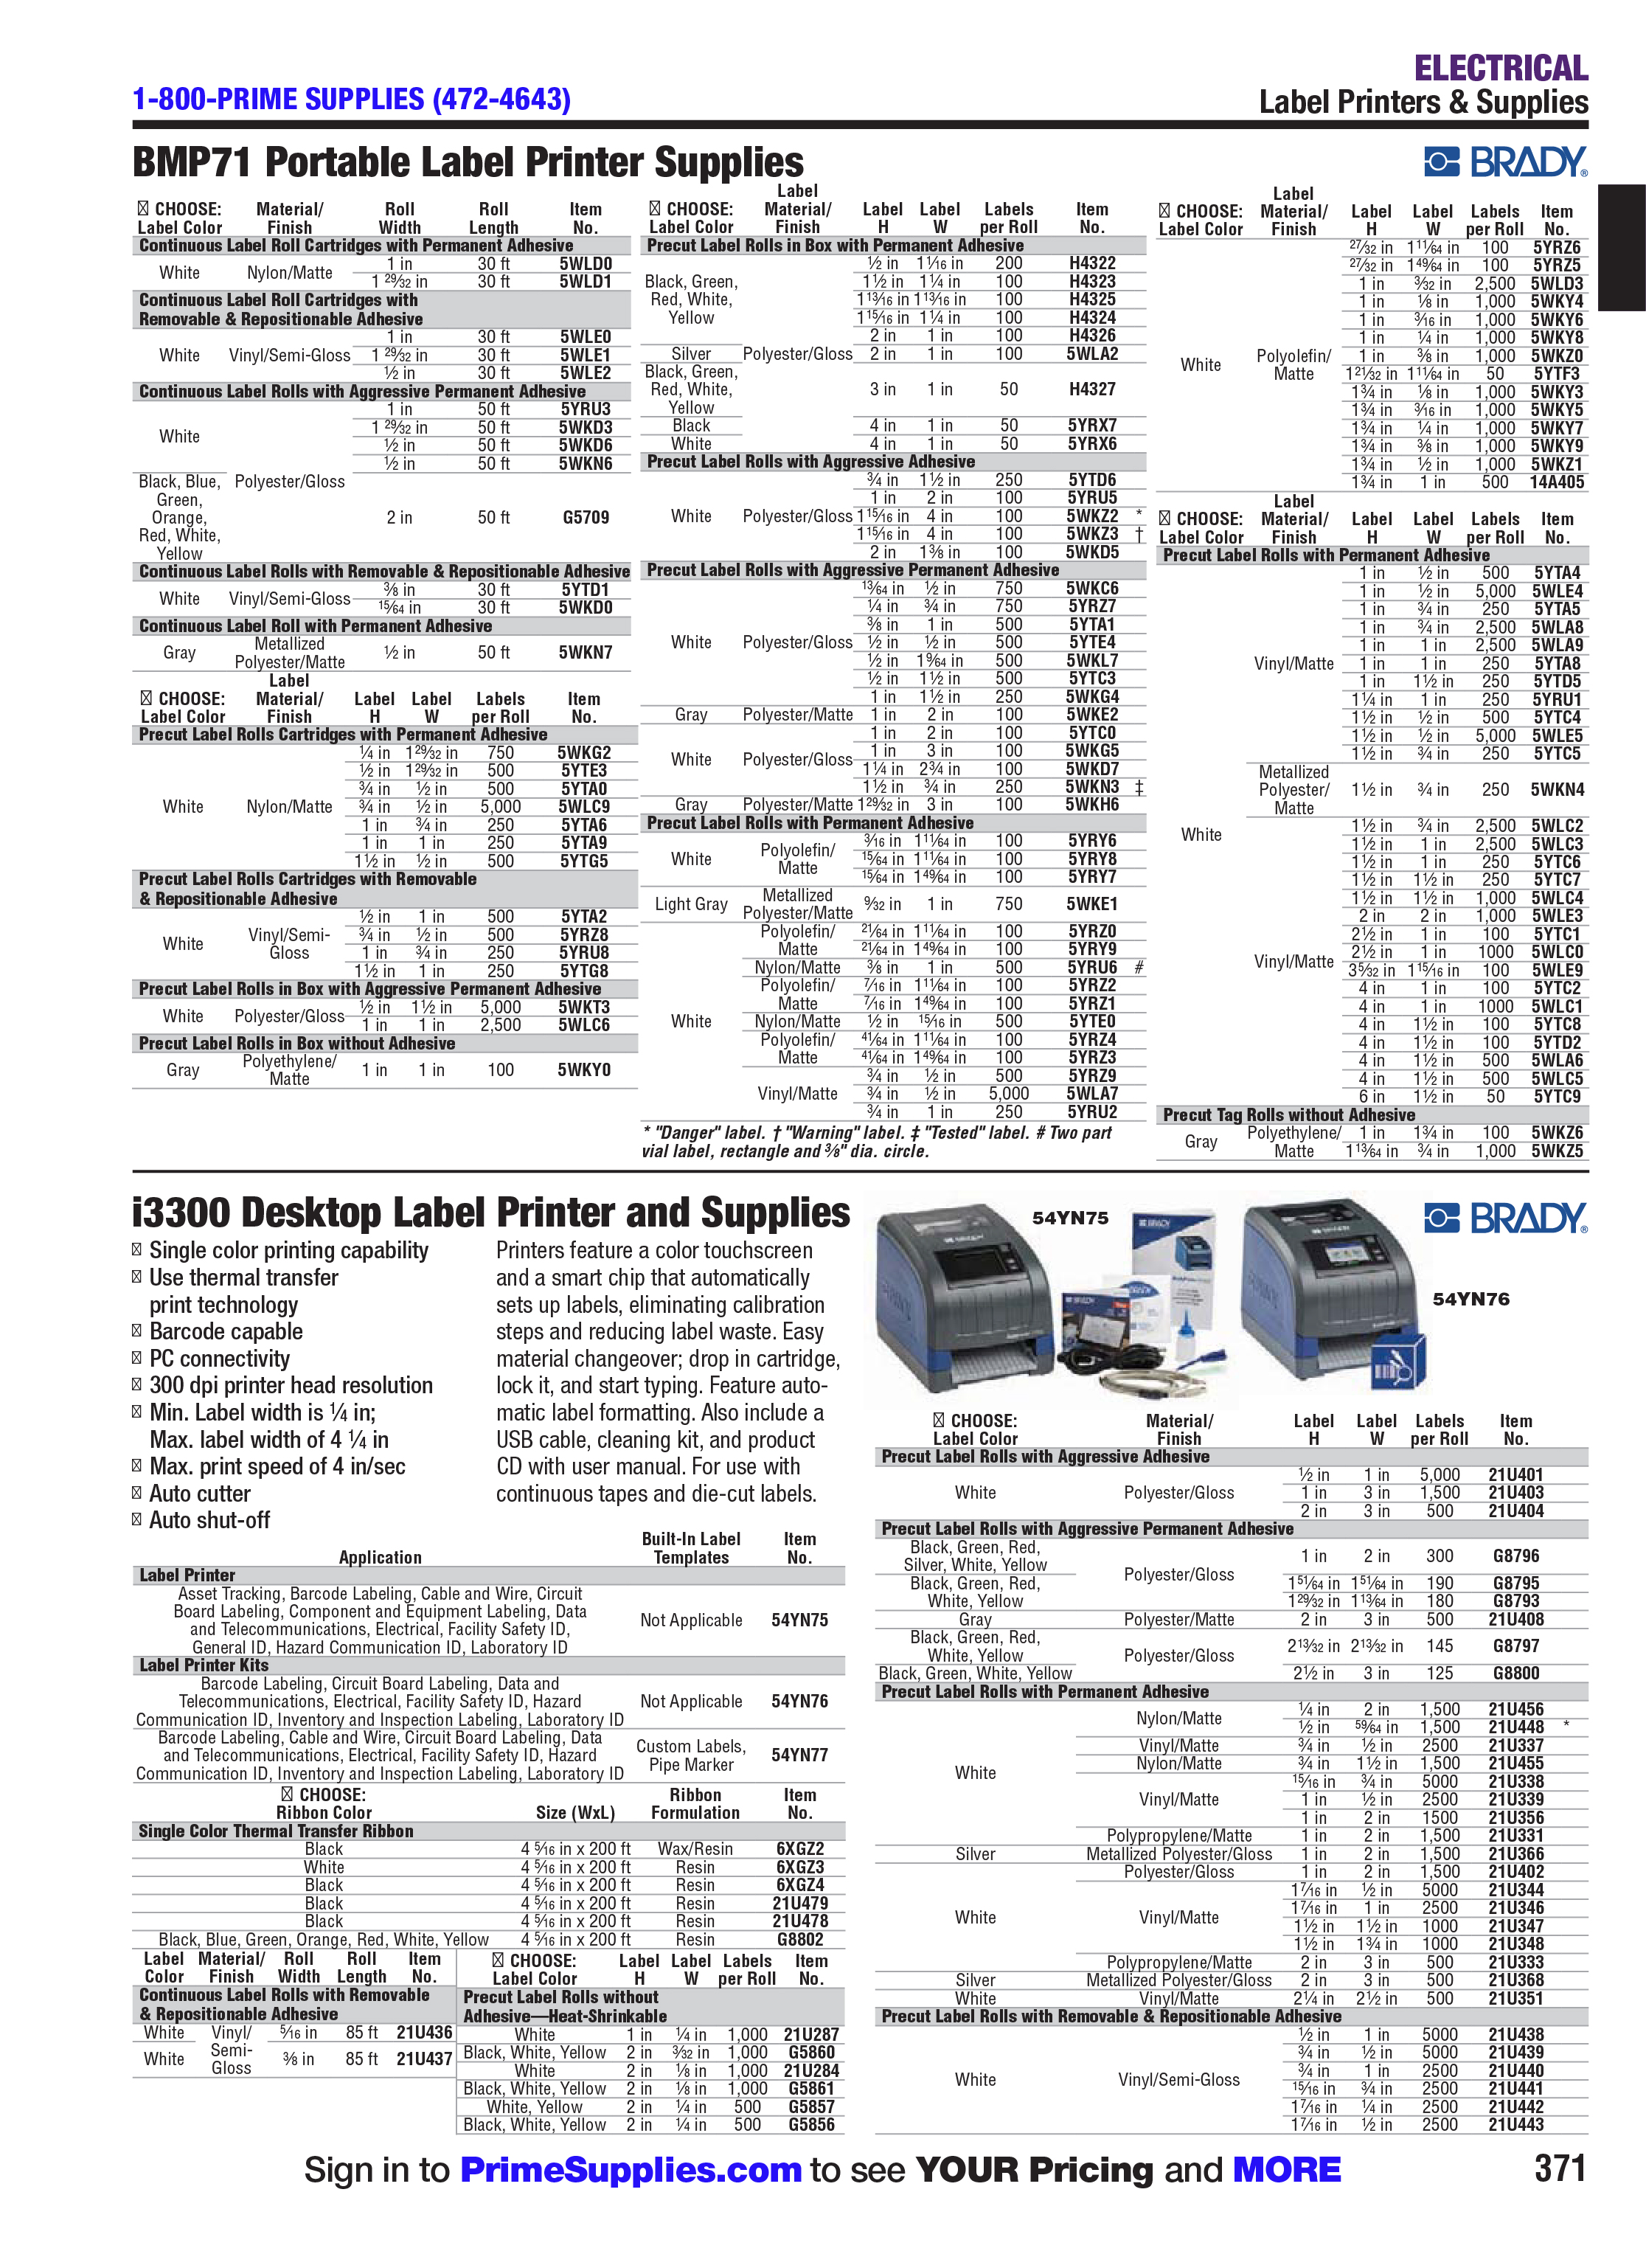 ELECTRICAL
1-800-PRIME SUPPLIES (472-4643)
Label Printers & Supplies
BMP71 Portable Label Printer Supplies
BRADY®
CHOOSE: Label Color Material/Finish Roll Width Roll Length Item No.
Continuous Label Roll Cartridges with Permanent Adhesive
White Nylon/Matte 1 in 30 ft 5WLD0
1 29/32 in 30 ft 5WLD1
Continuous Label Roll Cartridges with
Removable & Repositionable Adhesive
1 in 30 ft 5WLE0
White Vinyl/Semi-Gloss 1 29/32 in 30 ft 5WLE1
½ in 30 ft 5WLE2
Continuous Label Rolls with Aggressive Permanent Adhesive
1 in 50 ft 5YRU3
White 1 29/32 in 50 ft 5WKD3
½ in 50 ft 5WKD6
½ in 50 ft 5WKN6
Black, Blue, Green, Orange, Red, White, Yellow Polyester/Gloss 2 in 50 ft G5709
Continuous Label Rolls with Removable & Repositionable Adhesive
White Vinyl/Semi-Gloss ⅜ in 30 ft 5YTD1
15/64 in 30 ft 5WKD0
Continuous Label Roll with Permanent Adhesive
Gray Metallized Polyester/Matte ½ in 50 ft 5WKN7
CHOOSE: Label Color Label Material/Finish Label H Label W Labels per Roll Item No.
Precut Label Rolls Cartridges with Permanent Adhesive
¼ in 1 29/32 in 750 5WKG2
½ in 1 29/32 in 500 5YTE3
¾ in ½ in 500 5YTA0
White Nylon/Matte ¾ in ½ in 5,000 5WLC9
1 in ¾ in 250 5YTA6
1 in 1 in 250 5YTA9
1½ in ½ in 500 5YTG5
Precut Label Rolls Cartridges with Removable
& Repositionable Adhesive
½ in 1 in 500 5YTA2
White Vinyl/Semi-Gloss ¾ in ½ in 500 5YRZ8
1 in ¾ in 250 5YRU8
1½ in 1 in 250 5YTG8
Precut Label Rolls in Box with Aggressive Permanent Adhesive
White Polyester/Gloss ½ in 1½ in 5,000 5WKT3
1 in 1 in 2,500 5WLC6
Precut Label Rolls in Box without Adhesive
Gray Polyethylene/Matte 1 in 1 in 100 5WKY0
CHOOSE: Label Color Label Material/Finish Label H Label W Labels per Roll Item No.
Precut Label Rolls in Box with Permanent Adhesive
½ in 1 1/16 in 200 H4322
Black, Green, Red, White, Yellow 1½ in 1¼ in 100 H4323
1 13/16 in 1 13/16 in 100 H4325
1 15/16 in 1¼ in 100 H4324
2 in 1 in 100 H4326
Silver Polyester/Gloss 2 in 1 in 100 5WLA2
Black, Green, Red, White, Yellow 3 in 1 in 50 H4327
Black 4 in 1 in 50 5YRX7
White 4 in 1 in 50 5YRX6
Precut Label Rolls with Aggressive Adhesive
¾ in 1½ in 250 5YTD6
1 in 2 in 100 5YRU5
White Polyester/Gloss 1 15/16 in 4 in 100 5WKZ2 *
1 15/16 in 4 in 100 5WKZ3 †
2 in 1⅜ in 100 5WKD5
Precut Label Rolls with Aggressive Permanent Adhesive
13/64 in ½ in 750 5WKC6
¼ in ¾ in 750 5YRZ7
⅜ in 1 in 500 5YTA1
White Polyester/Gloss ½ in ½ in 500 5YTE4
½ in 1 9/64 in 500 5WKL7
½ in 1½ in 500 5YTC3
1 in 1½ in 250 5WKG4
Gray Polyester/Matte 1 in 2 in 100 5WKE2
1 in 2 in 100 5YTC0
White Polyester/Gloss 1 in 3 in 100 5WKG5
1¼ in 2¾ in 100 5WKD7
1½ in ¾ in 250 5WKN3 ‡
Gray Polyester/Matte 1 29/32 in 3 in 100 5WKH6
Precut Label Rolls with Permanent Adhesive
White Polyolefin/Matte 3/16 in 1 11/64 in 100 5YRY6
15/64 in 1 11/64 in 100 5YRY8
15/64 in 1 49/64 in 100 5YRY7
Light Gray Metallized Polyester/Matte 9/32 in 1 in 750 5WKE1
Polyolefin/Matte 21/64 in 1 11/64 in 100 5YRZ0
21/64 in 1 49/64 in 100 5YRY9
Nylon/Matte ⅜ in 1 in 500 5YRU6 #
Polyolefin/Matte 7/16 in 1 11/64 in 100 5YRZ2
7/16 in 1 49/64 in 100 5YRZ1
White Nylon/Matte ½ in 15/16 in 500 5YTE0
Polyolefin/Matte 41/64 in 1 11/64 in 100 5YRZ4
41/64 in 1 49/64 in 100 5YRZ3
¾ in ½ in 500 5YRZ9
Vinyl/Matte ¾ in ½ in 5,000 5WLA7
¾ in 1 in 250 5YRU2
* "Danger" label. † "Warning" label. ‡ "Tested" label. # Two part
vial label, rectangle and ⅜" dia. circle.
CHOOSE: Label Color Label Material/Finish Label H Label W Labels per Roll Item No.
27/32 in 1 11/64 in 100 5YRZ6
27/32 in 1 49/64 in 100 5YRZ5
1 in 3/32 in 2,500 5WLD3
1 in ⅛ in 1,000 5WKY4
1 in 3/16 in 1,000 5WKY6
1 in ¼ in 1,000 5WKY8
White Polyolefin/Matte 1 in ⅜ in 1,000 5WKZ0
1 21/32 in 1 11/64 in 50 5YTF3
1¾ in ⅛ in 1,000 5WKY3
1¾ in 3/16 in 1,000 5WKY5
1¾ in ¼ in 1,000 5WKY7
1¾ in ⅜ in 1,000 5WKY9
1¾ in ½ in 1,000 5WKZ1
1¾ in 1 in 500 14A405
CHOOSE: Label Color Label Material/Finish Label H Label W Labels per Roll Item No.
Precut Label Rolls with Permanent Adhesive
1 in ½ in 500 5YTA4
1 in ½ in 5,000 5WLE4
1 in ¾ in 250 5YTA5
1 in ¾ in 2,500 5WLA8
1 in 1 in 2,500 5WLA9
Vinyl/Matte 1 in 1 in 250 5YTA8
1 in 1½ in 250 5YTD5
1¼ in 1 in 250 5YRU1
1½ in ½ in 500 5YTC4
1½ in ½ in 5,000 5WLE5
1½ in ¾ in 250 5YTC5
Metallized Polyester/Matte 1½ in ¾ in 250 5WKN4
White 1½ in ¾ in 2,500 5WLC2
1½ in 1 in 2,500 5WLC3
1½ in 1 in 250 5YTC6
1½ in 1½ in 250 5YTC7
1½ in 1½ in 1,000 5WLC4
2 in 2 in 1,000 5WLE3
2½ in 1 in 100 5YTC1
2½ in 1 in 1000 5WLC0
Vinyl/Matte 3 5/32 in 1 15/16 in 100 5WLE9
4 in 1 in 100 5YTC2
4 in 1 in 1000 5WLC1
4 in 1½ in 100 5YTC8
4 in 1½ in 100 5YTD2
4 in 1½ in 500 5WLA6
4 in 1½ in 500 5WLC5
6 in 1½ in 50 5YTC9
Precut Tag Rolls without Adhesive
Gray Polyethylene/Matte 1 in 1¾ in 100 5WKZ6
1 13/64 in ¾ in 1,000 5WKZ5
i3300 Desktop Label Printer and Supplies
Single color printing capability
Use thermal transfer
print technology
Barcode capable
PC connectivity
300 dpi printer head resolution
Min. Label width is ¼ in;
Max. label width of 4 ¼ in
Max. print speed of 4 in/sec
Auto cutter
Auto shut-off
Printers feature a color touchscreen
and a smart chip that automatically
sets up labels, eliminating calibration
steps and reducing label waste. Easy
material changeover; drop in cartridge,
lock it, and start typing. Feature auto-
matic label formatting. Also include a
USB cable, cleaning kit, and product
CD with user manual. For use with
continuous tapes and die-cut labels.
54YN75
BRADY
54YN76
BRADY®
Application Built-In Label Templates Item No.
Label Printer
Asset Tracking, Barcode Labeling, Cable and Wire, Circuit
Board Labeling, Component and Equipment Labeling, Data
and Telecommunications, Electrical, Facility Safety ID,
General ID, Hazard Communication ID, Laboratory ID
Not Applicable 54YN75
Label Printer Kits
Barcode Labeling, Circuit Board Labeling, Data and
Telecommunications, Electrical, Facility Safety ID, Hazard
Communication ID, Inventory and Inspection Labeling, Laboratory ID
Not Applicable 54YN76
Barcode Labeling, Cable and Wire, Circuit Board Labeling, Data
and Telecommunications, Electrical, Facility Safety ID, Hazard
Communication ID, Inventory and Inspection Labeling, Laboratory ID
Custom Labels, Pipe Marker 54YN77
CHOOSE: Ribbon Color Size (WxL) Ribbon Formulation Item No.
Single Color Thermal Transfer Ribbon
Black 4 5/16 in x 200 ft Wax/Resin 6XGZ2
White 4 5/16 in x 200 ft Resin 6XGZ3
Black 4 5/16 in x 200 ft Resin 6XGZ4
Black 4 5/16 in x 200 ft Resin 21U479
Black 4 5/16 in x 200 ft Resin 21U478
Black, Blue, Green, Orange, Red, White, Yellow 4 5/16 in x 200 ft Resin G8802
Label Color Material/Finish Roll Width Roll Length Item No.
Continuous Label Rolls with Removable
& Repositionable Adhesive
White Vinyl/Semi-Gloss 5/16 in 85 ft 21U436
White ⅜ in 85 ft 21U437
CHOOSE: Label Color Label H Label W Labels per Roll Item No.
Precut Label Rolls without
Adhesive—Heat-Shrinkable
White 1 in ¼ in 1,000 21U287
Black, White, Yellow 2 in 3/32 in 1,000 G5860
White 2 in ⅛ in 1,000 21U284
Black, White, Yellow 2 in ⅛ in 1,000 G5861
White, Yellow 2 in ¼ in 500 G5857
Black, White, Yellow 2 in ¼ in 500 G5856
CHOOSE: Label Color Material/Finish Label H Label W Labels per Roll Item No.
Precut Label Rolls with Aggressive Adhesive
½ in 1 in 5,000 21U401
White Polyester/Gloss 1 in 3 in 1,500 21U403
2 in 3 in 500 21U404
Precut Label Rolls with Aggressive Permanent Adhesive
Black, Green, Red, Silver, White, Yellow Polyester/Gloss 1 in 2 in 300 G8796
Black, Green, Red, White, Yellow 1 51/64 in 1 51/64 in 190 G8795
1 29/32 in 1 13/64 in 180 G8793
Gray Polyester/Matte 2 in 3 in 500 21U408
Black, Green, Red, White, Yellow Polyester/Gloss 2 13/32 in 2 13/32 in 145 G8797
Black, Green, White, Yellow 2½ in 3 in 125 G8800
Precut Label Rolls with Permanent Adhesive
Nylon/Matte ¼ in 2 in 1,500 21U456
½ in 59/64 in 1,500 21U448 *
Vinyl/Matte ¾ in ½ in 2500 21U337
White Nylon/Matte ¾ in 1½ in 1,500 21U455
15/16 in ¾ in 5000 21U338
Vinyl/Matte 1 in ½ in 2500 21U339
1 in 2 in 1500 21U356
Polypropylene/Matte 1 in 2 in 1,500 21U331
Silver Metallized Polyester/Gloss 1 in 2 in 1,500 21U366
Polyester/Gloss 1 in 2 in 1,500 21U402
1 7/16 in ½ in 5000 21U344
White Vinyl/Matte 1 7/16 in 1 in 2500 21U346
1½ in 1½ in 1000 21U347
1½ in 1¾ in 1000 21U348
Polypropylene/Matte 2 in 3 in 500 21U333
Silver Metallized Polyester/Gloss 2 in 3 in 500 21U368
White Vinyl/Matte 2¼ in 2½ in 500 21U351
Precut Label Rolls with Removable & Repositionable Adhesive
½ in 1 in 5000 21U438
¾ in ½ in 5000 21U439
White Vinyl/Semi-Gloss ¾ in 1 in 2500 21U440
15/16 in ¾ in 2500 21U441
1 7/16 in ¼ in 2500 21U442
1 7/16 in ½ in 2500 21U443
Sign in to PrimeSupplies.com to see YOUR Pricing and MORE
371